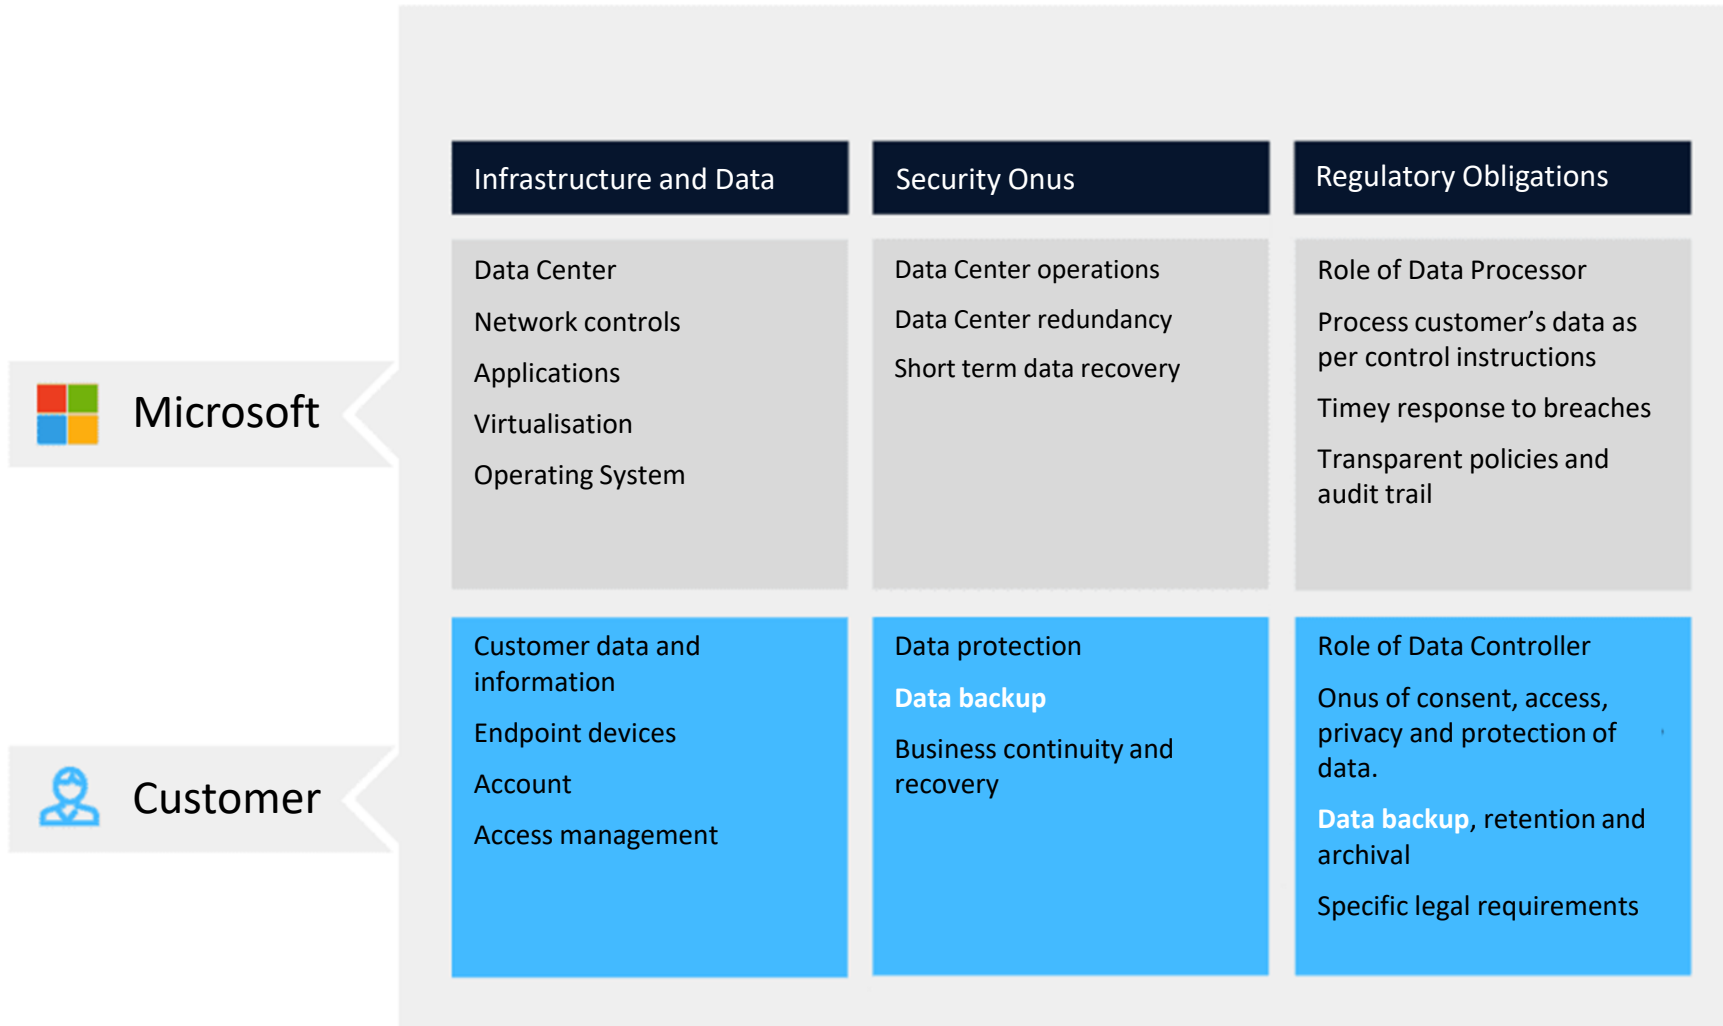 Infrastructure and Data
Security Onus
Regulatory Obligations
Microsoft
Data Center
Network controls
Applications
Virtualisation
Operating System
Data Center operations
Data Center redundancy
Short term data recovery
Role of Data Processor
Process customer’s data as
per control instructions
Timey response to breaches
Transparent policies and
audit trail
Customer
Customer data and
information
Endpoint devices
Account
Access management
Data protection
Data backup
Business continuity and
recovery
Role of Data Controller
Onus of consent, access,
privacy and protection of
data.
Data backup, retention and
archival
Specific legal requirements